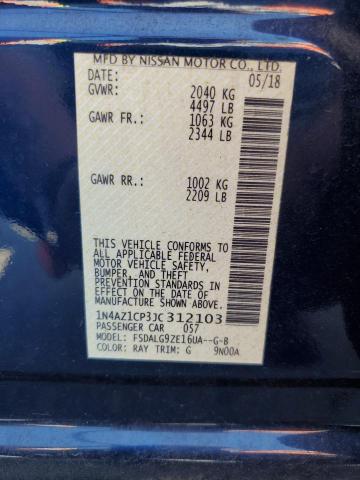 MFD BY NISSAN MOTOR CO., LTD.
DATE: 05/18
GVWR: 2040 KG
4497 LB
GAWR FR.: 1063 KG
2344 LB
GAWR RR.: 1002 KG
2209 LB
THIS VEHICLE CONFORMS TO
ALL APPLICABLE FEDERAL
MOTOR VEHICLE SAFETY,
BUMPER, AND THEFT
PREVENTION STANDARDS
IN EFFECT ON THE DATE OF
MANUFACTURE SHOWN ABOVE.
1N4AZ1CP3JC312103
PASSENGER CAR 057
MODEL: FSDALG9ZE16UA--G-B
COLOR: RAY TRIM: G 9N00A